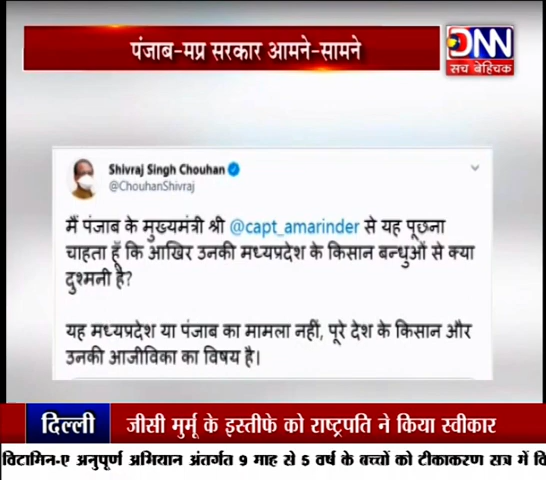 पंजाब-मप्र सरकार आमने-सामने
DNN
सच बेहिचक
Shivraj Singh Chouhan
@ChouhanShivraj
मैं पंजाब के मुख्यमंत्री श्री @capt_amarinder से यह पूछना
चाहता हूँ कि आखिर उनकी मध्यप्रदेश के किसान बन्धुओं से क्या
दुश्मनी है?
यह मध्यप्रदेश या पंजाब का मामला नहीं, पूरे देश के किसान और
उनकी आजीविका का विषय है।
दिल्ली
जीसी मुर्मू के इस्तीफे को राष्ट्रपति ने किया स्वीकार
विटामिन-ए अनुपूर्ण अभियान अंतर्गत 9 माह से 5 वर्ष के बच्चों को टीकाकरण सत्र में वि